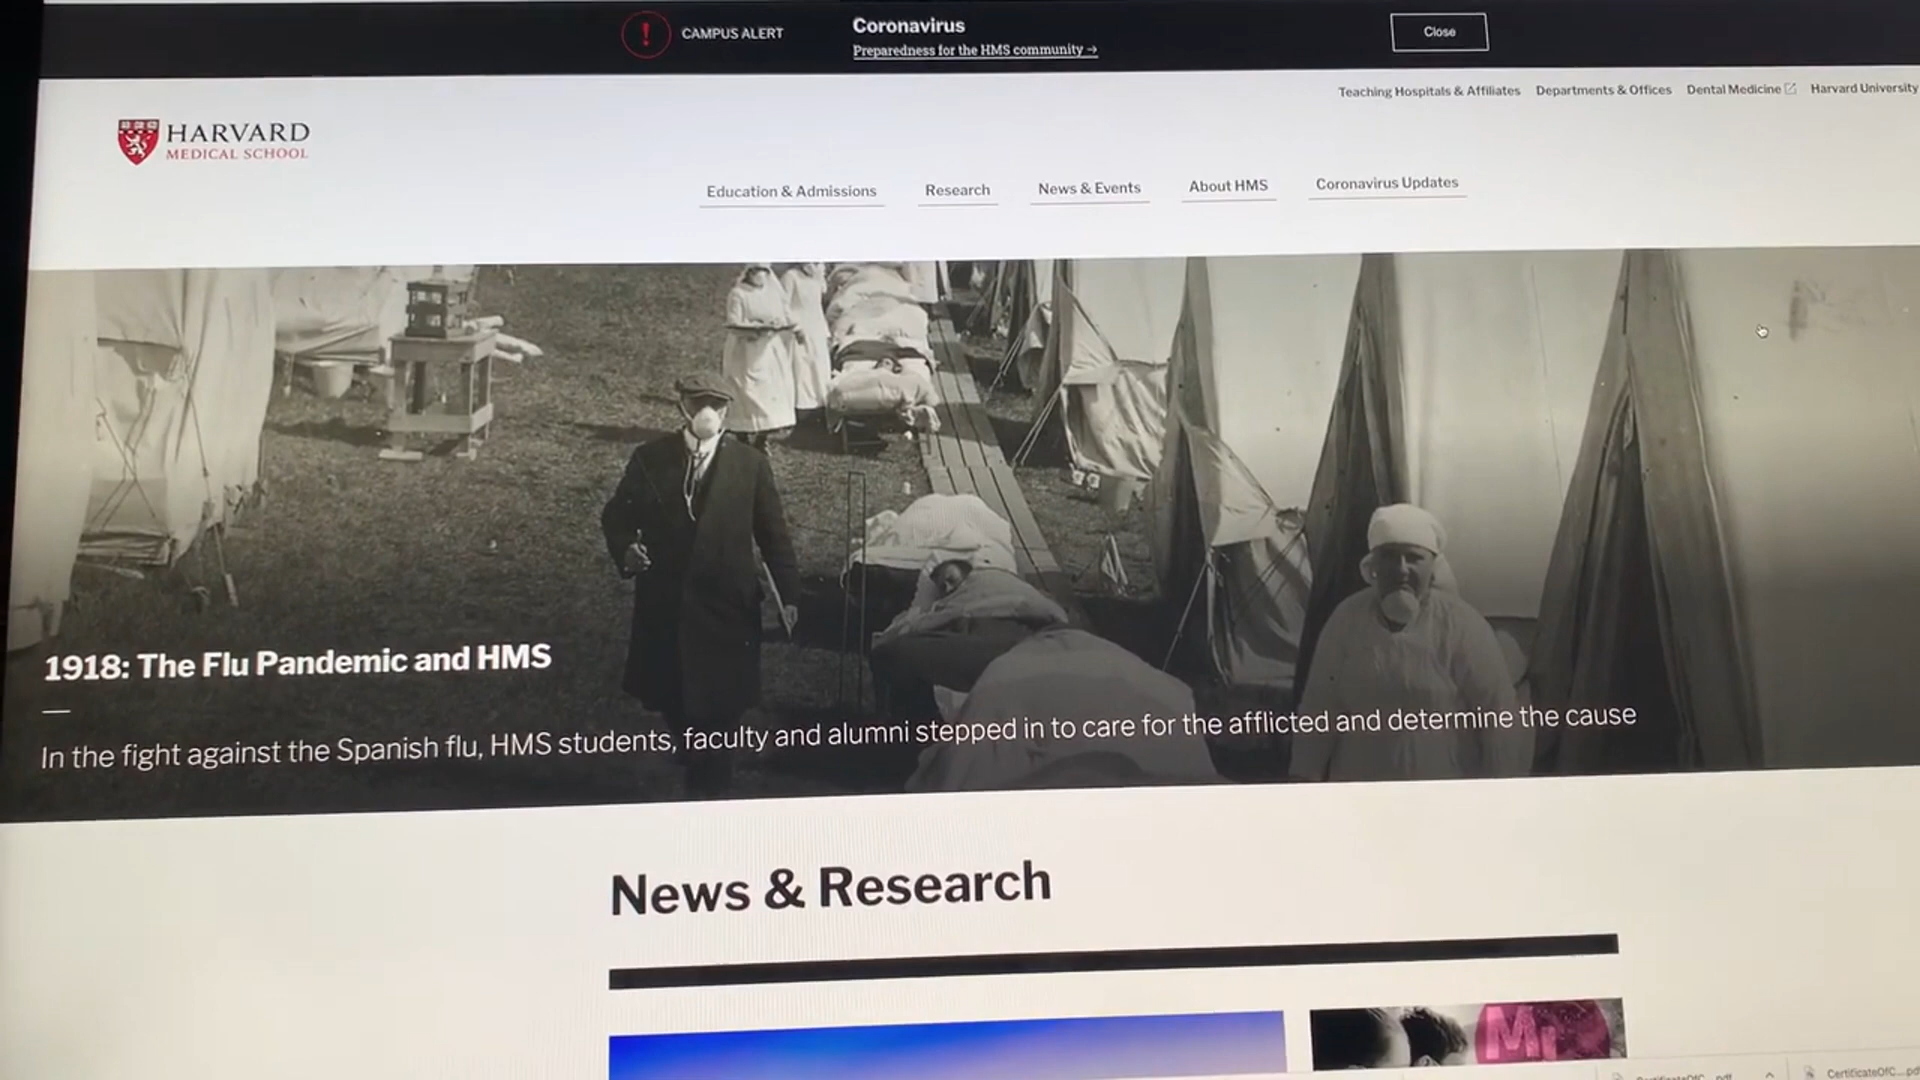 CAMPUS ALERT
Coronavirus
Preparedness for the HMS community →
Close
Teaching Hospitals & Affiliates Departments & Offices Dental Medicine Harvard University
HARVARD
MEDICAL SCHOOL
Education & Admissions Research News & Events About HMS Coronavirus Updates
1918: The Flu Pandemic and HMS
In the fight against the Spanish flu, HMS students, faculty and alumni stepped in to care for the afflicted and determine the cause
News & Research
CertificateOfC....pd